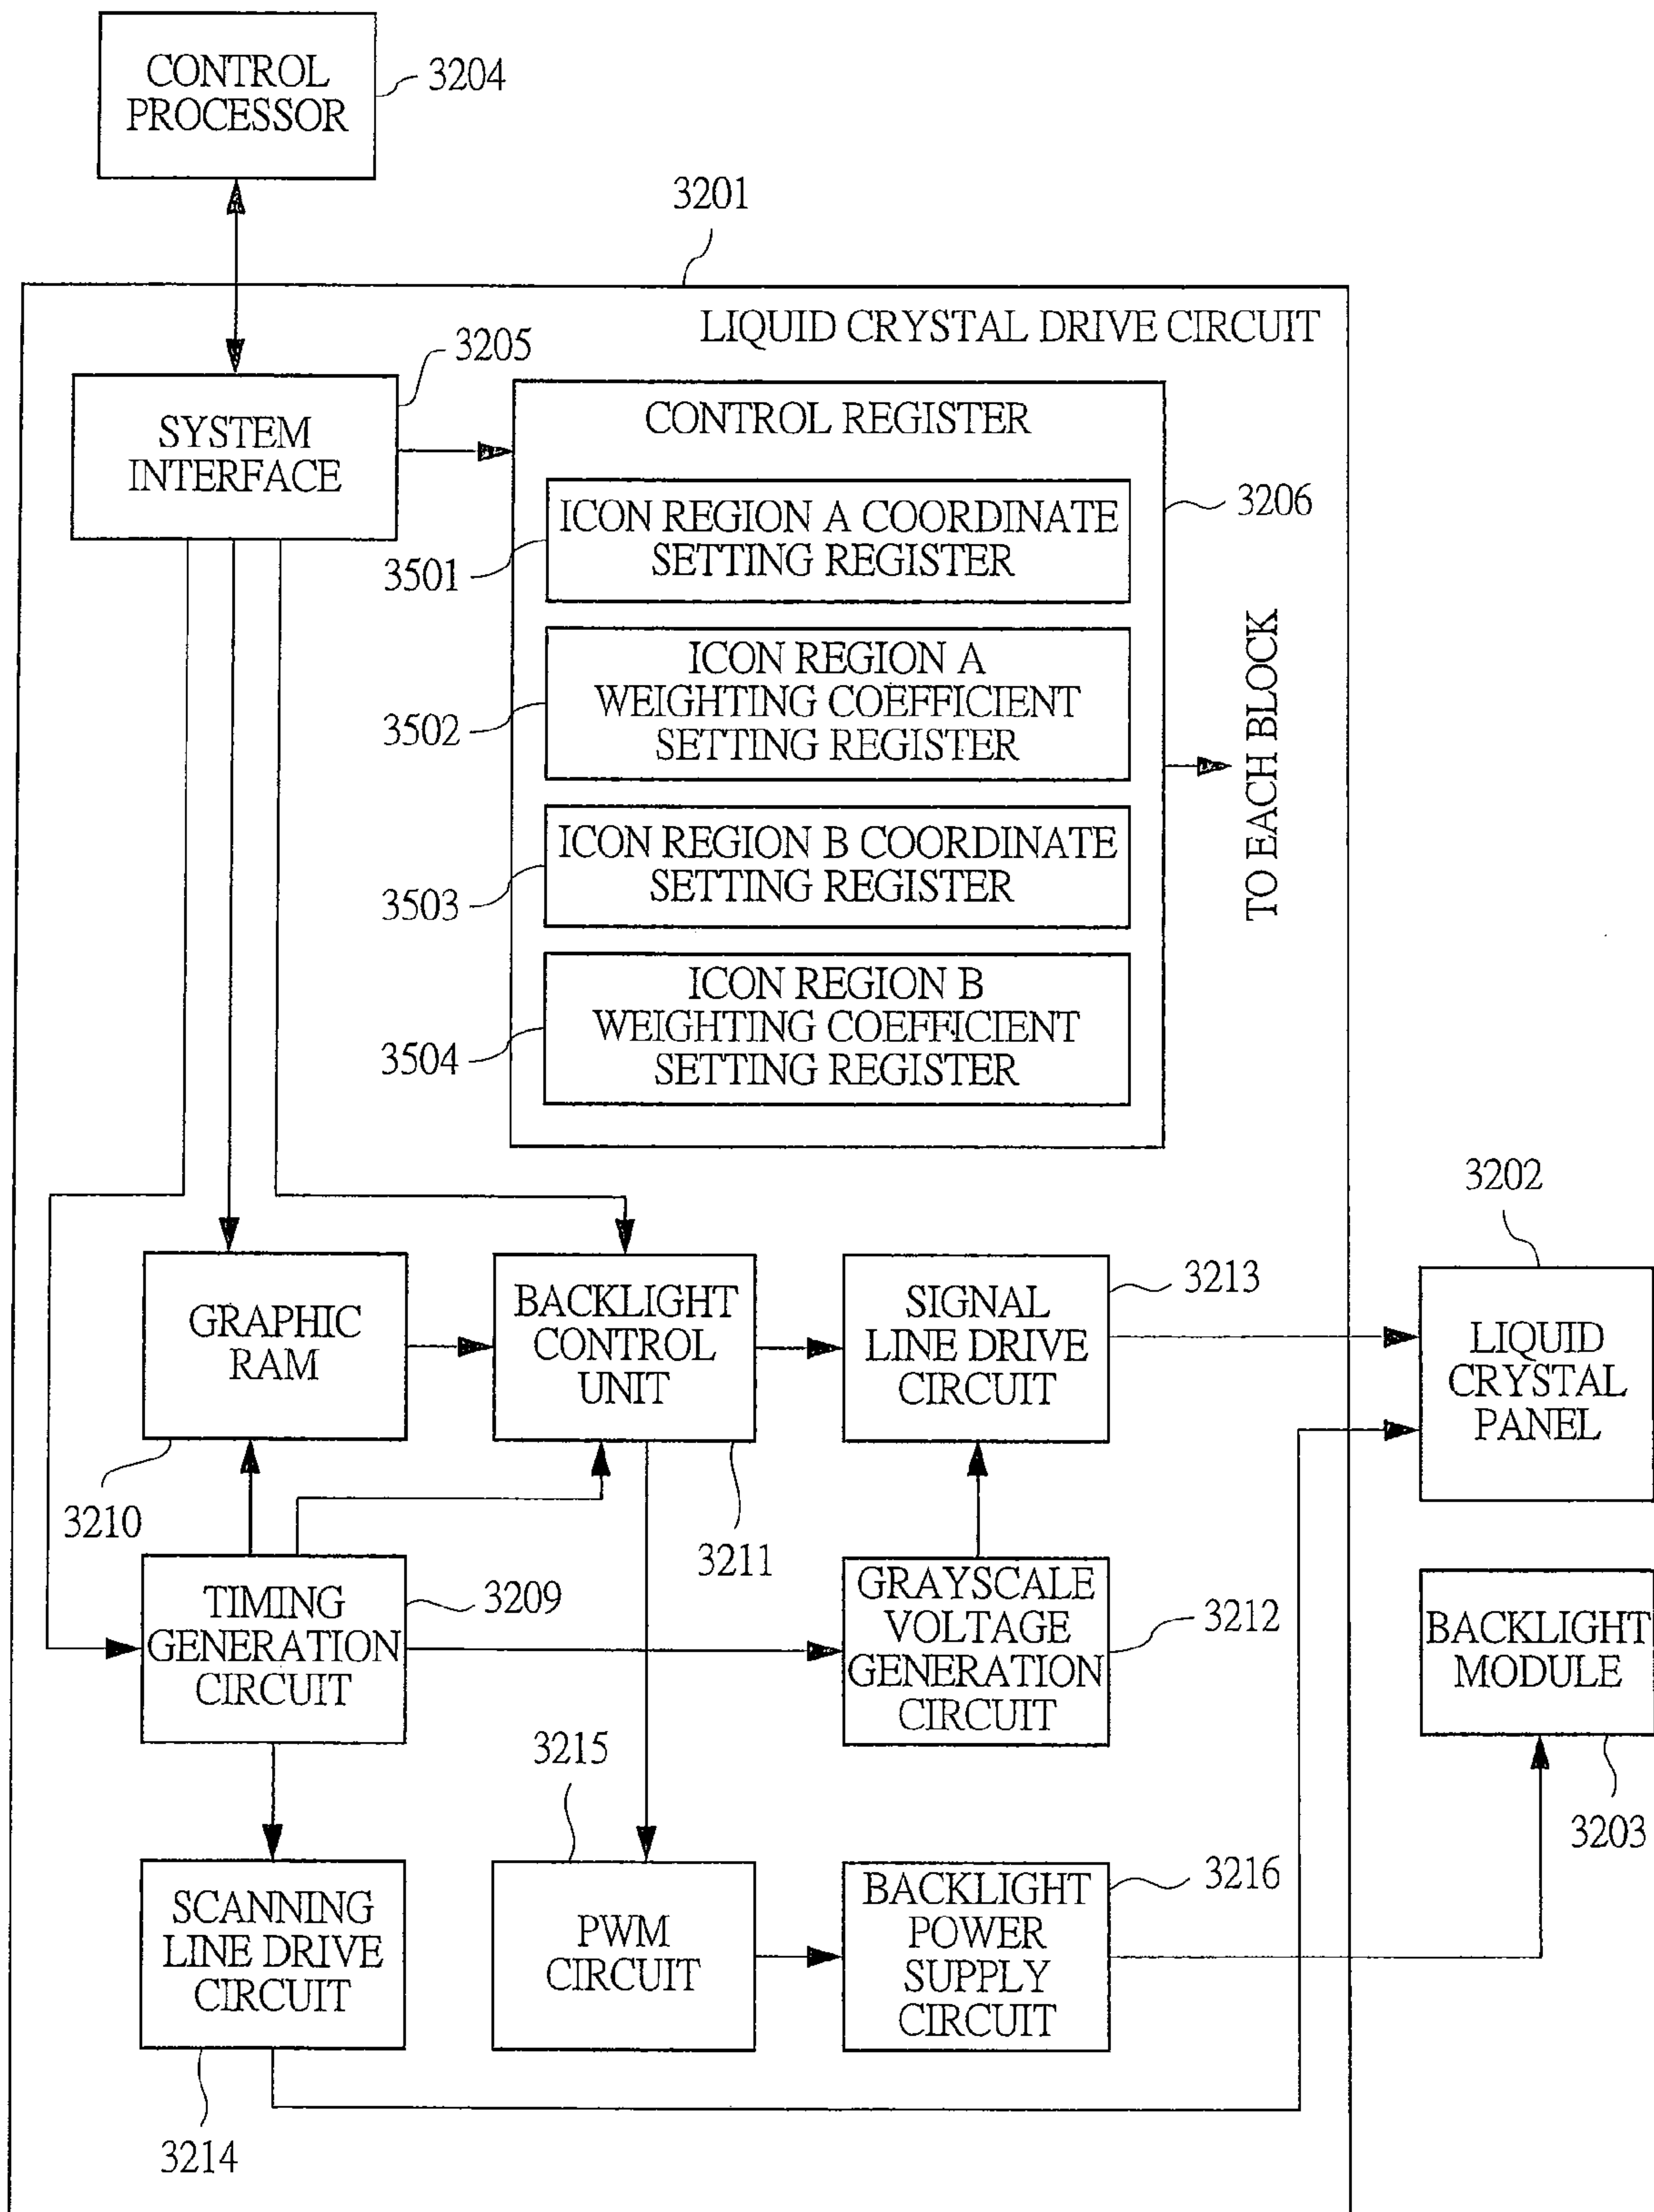 CONTROL
PROCESSOR
3204
3201
LIQUID CRYSTAL DRIVE CIRCUIT
3205
SYSTEM
INTERFACE
CONTROL REGISTER
3206
ICON REGION A COORDINATE
SETTING REGISTER
3501
ICON REGION A
WEIGHTING COEFFICIENT
SETTING REGISTER
3502
ICON REGION B COORDINATE
SETTING REGISTER
3503
ICON REGION B
WEIGHTING COEFFICIENT
SETTING REGISTER
3504
TO EACH BLOCK
3202
GRAPHIC
RAM
3210
BACKLIGHT
CONTROL
UNIT
3211
SIGNAL
LINE DRIVE
CIRCUIT
3213
LIQUID
CRYSTAL
PANEL
TIMING
GENERATION
CIRCUIT
3209
GRAYSCALE
VOLTAGE
GENERATION
CIRCUIT
3212
BACKLIGHT
MODULE
3203
3215
SCANNING
LINE DRIVE
CIRCUIT
3214
PWM
CIRCUIT
BACKLIGHT
POWER
SUPPLY
CIRCUIT
3216